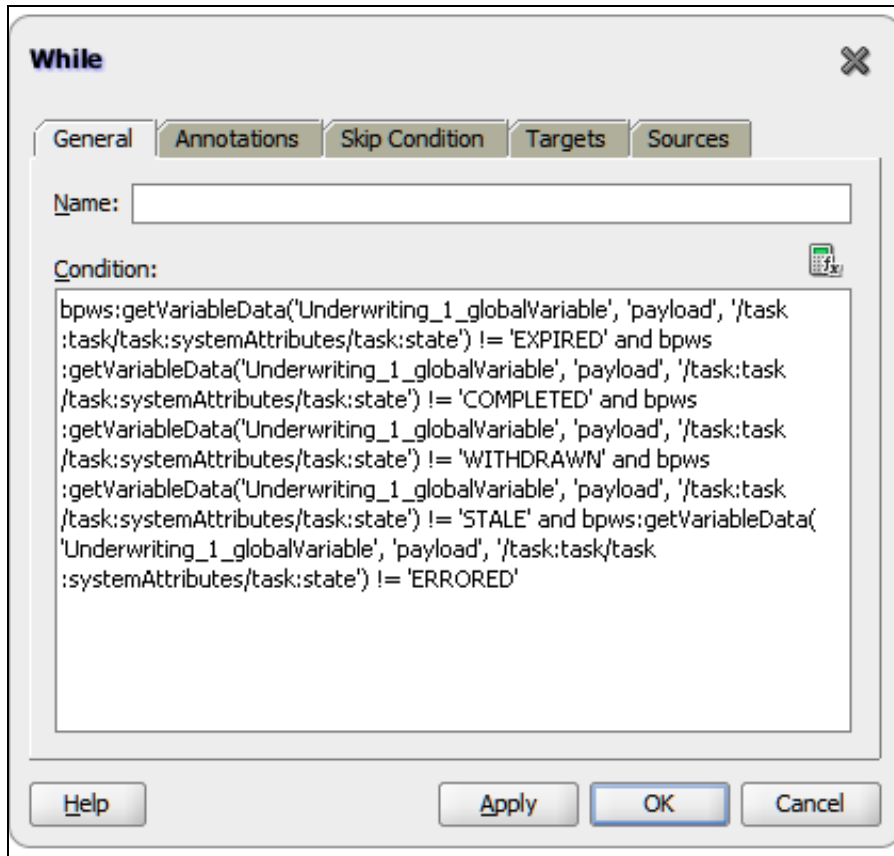 While
General Annotations Skip Condition Targets Sources
Name:
Condition:
bpws:getVariableData('Underwriting_1_globalVariable', 'payload', '/task
:task/task:systemAttributes/task:state') != 'EXPIRED' and bpws
:getVariableData('Underwriting_1_globalVariable', 'payload', '/task:task
/task:systemAttributes/task:state') != 'COMPLETED' and bpws
:getVariableData('Underwriting_1_globalVariable', 'payload', '/task:task
/task:systemAttributes/task:state') != 'WITHDRAWN' and bpws
:getVariableData('Underwriting_1_globalVariable', 'payload', '/task:task
/task:systemAttributes/task:state') != 'STALE' and bpws:getVariableData(
'Underwriting_1_globalVariable', 'payload', '/task:task/task
:systemAttributes/task:state') != 'ERRORED'
Help Apply OK Cancel